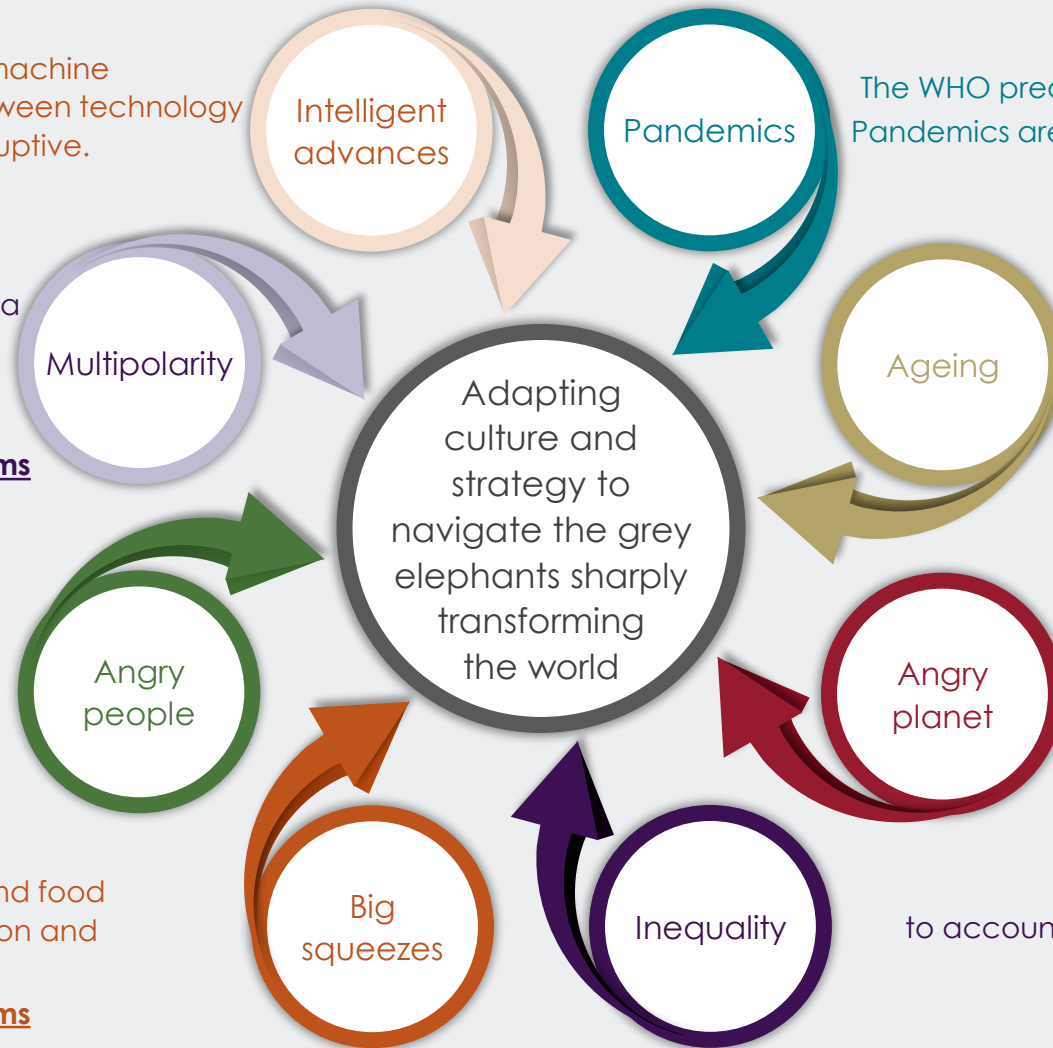 machine
ween technology
uptive.
Intelligent
advances
Pandemics
The WHO pred
Pandemics are
a
Multipolarity
ms
Ageing
Adapting
culture and
strategy to
navigate the grey
elephants sharply
transforming
the world
Angry
people
Angry
planet
nd food
on and
ms
Big
squeezes
Inequality
to accoun